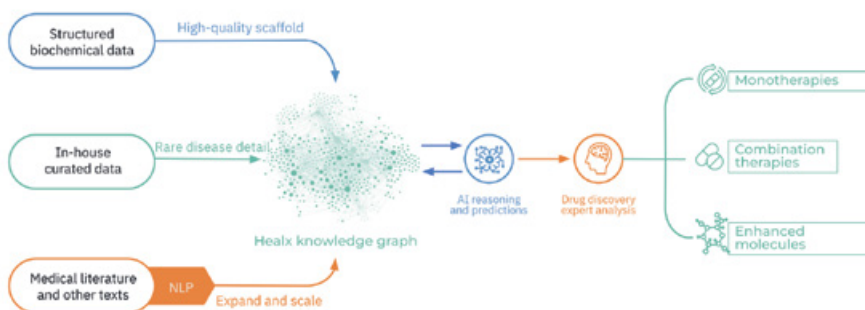 Structured
biochemical data
High-quality scaffold
Monotherapies
In-house
curated data
Rare disease detail
Combination
therapies
AI reasoning
and predictions
Drug discovery
expert analysis
Healx knowledge graph
Enhanced
molecules
Medical literature
and other texts
NLP
Expand and scale